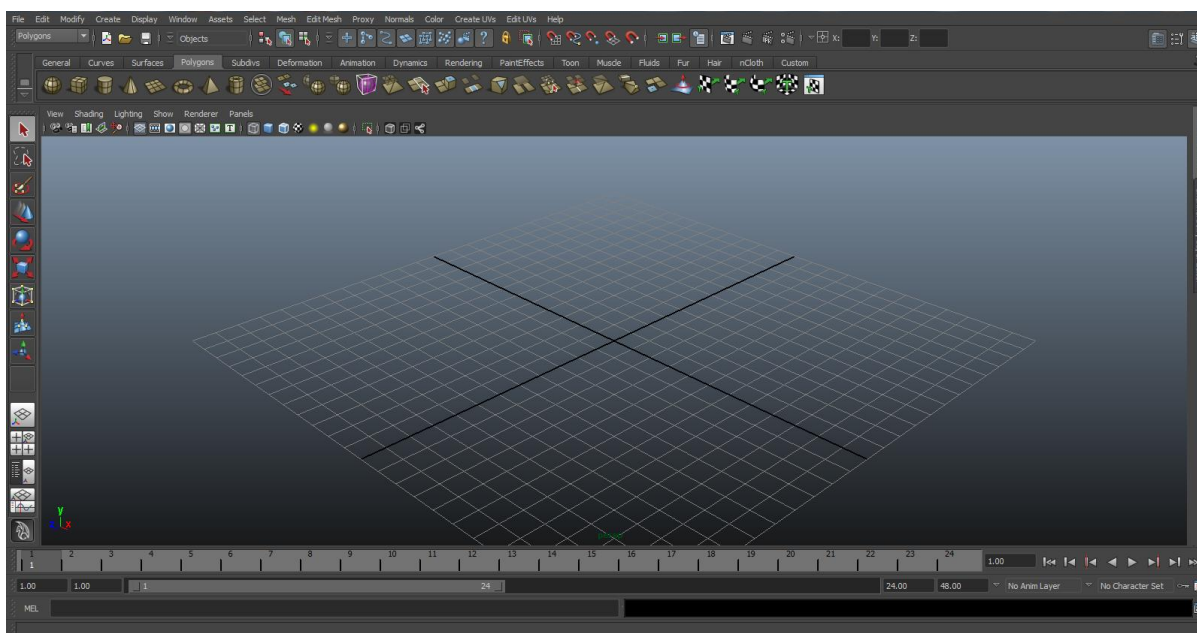 File Edit Modify Create Display Window Assets Select Mesh Edit Mesh Proxy Normals Color Create UVs Edit UVs Help
Polygons Objects X: Y: Z:
General Curves Surfaces Polygons Subdivs Deformation Animation Dynamics Rendering PaintEffects Toon Muscle Fluids Fur Hair nCloth Custom
View Shading Lighting Show Renderer Panels
y
x
1 2 3 4 5 6 7 8 9 10 11 12 13 14 15 16 17 18 19 20 21 22 23 24
1 1.00
1.00 1.00 1 24 24.00 48.00 No Anim Layer No Character Set
MEL